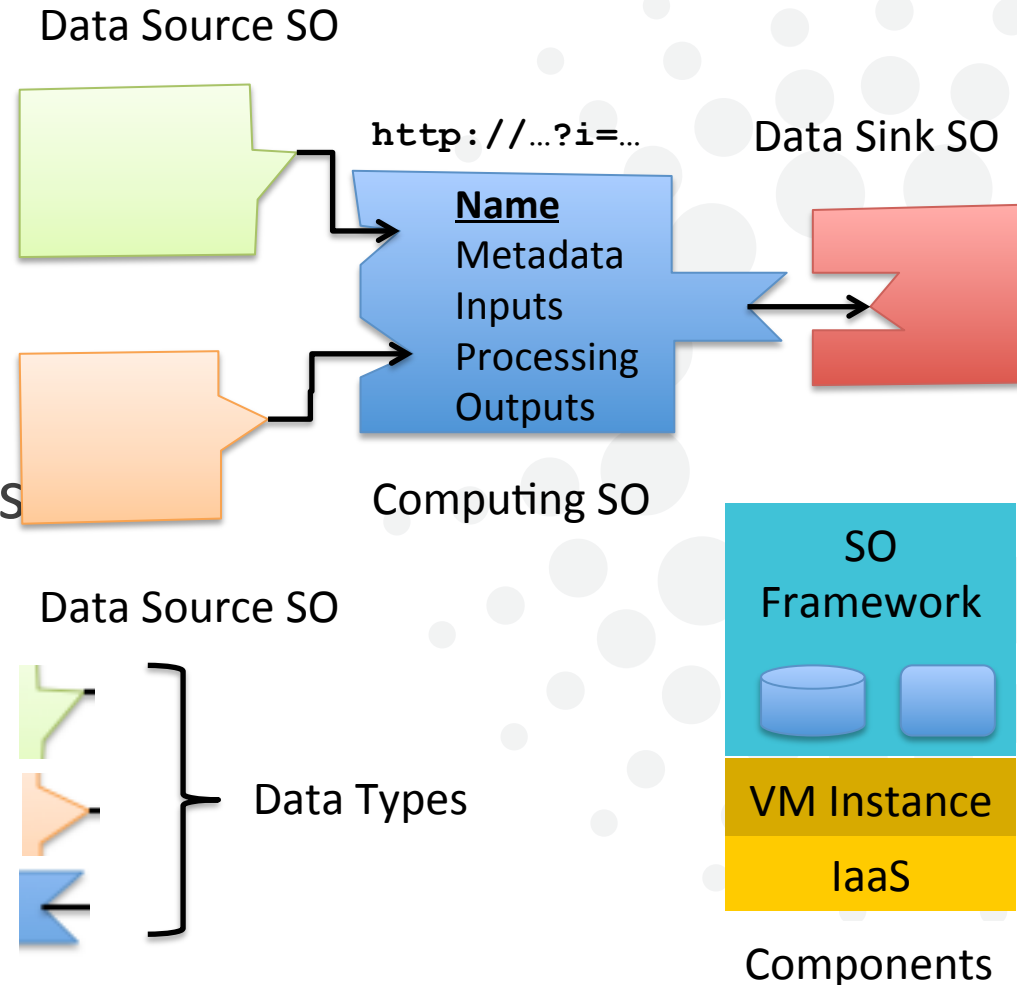 Data Source SO
http://…?i=…
Data Sink SO
Name
Metadata
Inputs
Processing
Outputs
s
Computing SO
Data Source SO
SO
Framework
Data Types
VM Instance
IaaS
Components